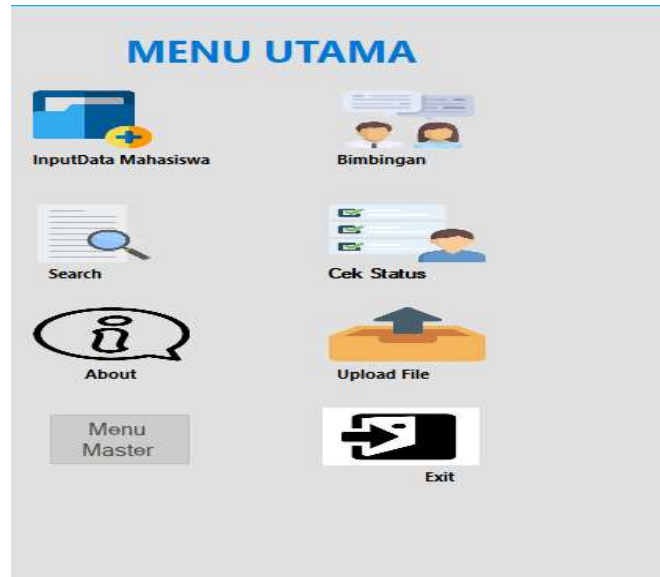 MENU UTAMA
InputData Mahasiswa
Bimbingan
Search
Cek Status
About
Upload File
Menu
Master
Exit